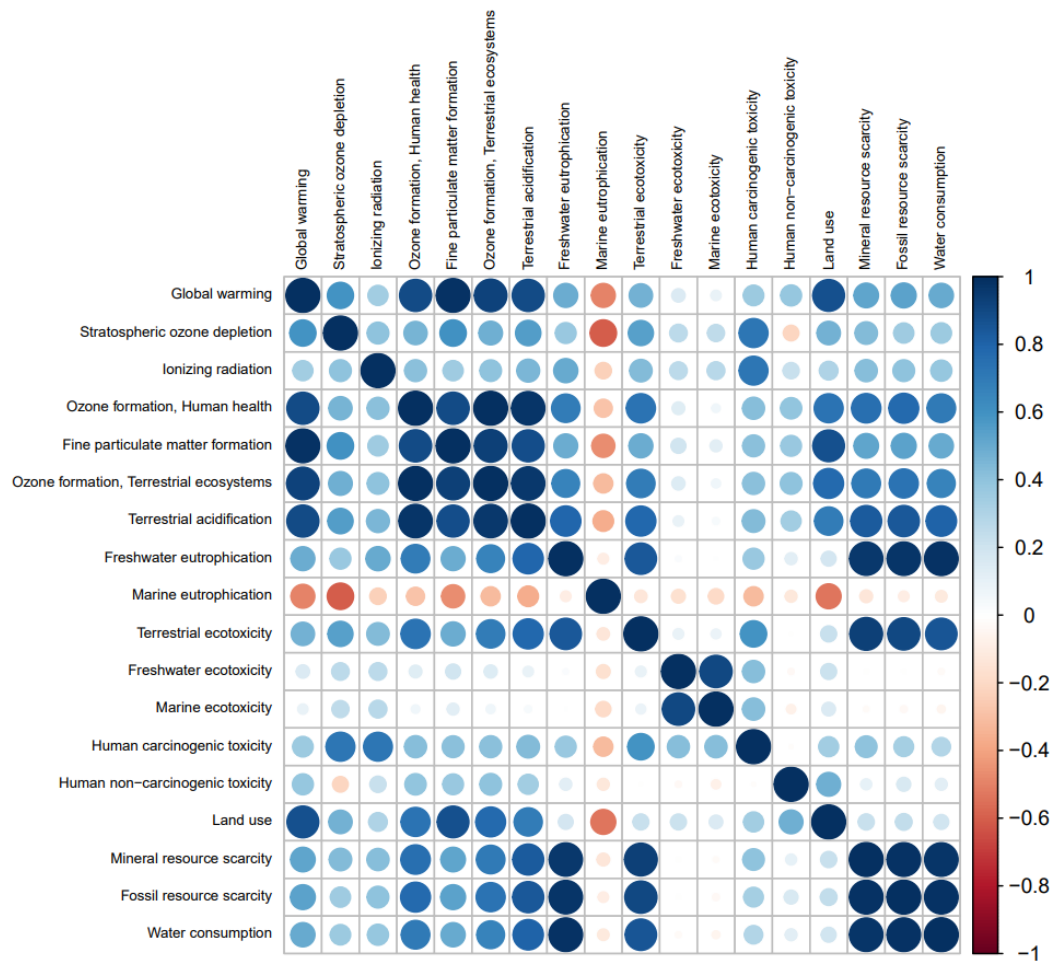 Global warming
Stratospheric ozone depletion
Ionizing radiation
Ozone formation, Human health
Fine particulate matter formation
Ozone formation, Terrestrial ecosystems
Terrestrial acidification
Freshwater eutrophication
Marine eutrophication
Terrestrial ecotoxicity
Freshwater ecotoxicity
Marine ecotoxicity
Human carcinogenic toxicity
Human non−carcinogenic toxicity
Land use
Mineral resource scarcity
Fossil resource scarcity
Water consumption
Global warming
Stratospheric ozone depletion
Ionizing radiation
Ozone formation, Human health
Fine particulate matter formation
Ozone formation, Terrestrial ecosystems
Terrestrial acidification
Freshwater eutrophication
Marine eutrophication
Terrestrial ecotoxicity
Freshwater ecotoxicity
Marine ecotoxicity
Human carcinogenic toxicity
Human non−carcinogenic toxicity
Land use
Mineral resource scarcity
Fossil resource scarcity
Water consumption
1
0.8
0.6
0.4
0.2
0
−0.2
−0.4
−0.6
−0.8
−1